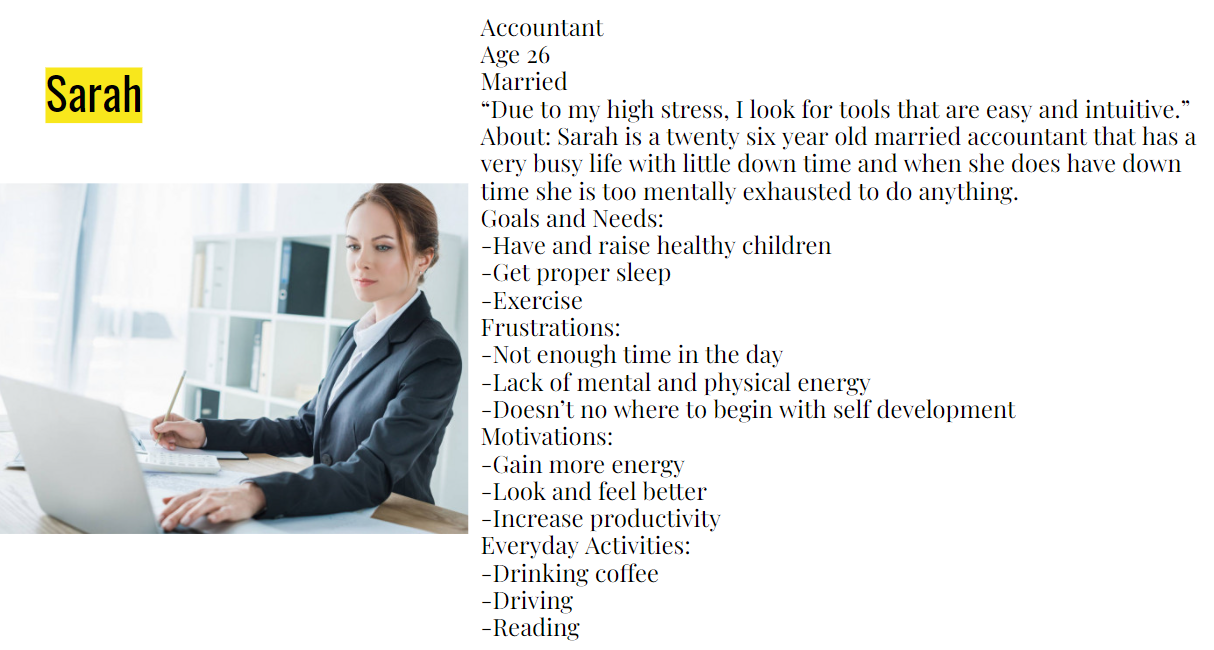 Sarah
Accountant
Age 26
Married
“Due to my high stress, I look for tools that are easy and intuitive.”
About: Sarah is a twenty six year old married accountant that has a
very busy life with little down time and when she does have down
time she is too mentally exhausted to do anything.
Goals and Needs:
-Have and raise healthy children
-Get proper sleep
-Exercise
Frustrations:
-Not enough time in the day
-Lack of mental and physical energy
-Doesn’t no where to begin with self development
Motivations:
-Gain more energy
-Look and feel better
-Increase productivity
Everyday Activities:
-Drinking coffee
-Driving
-Reading